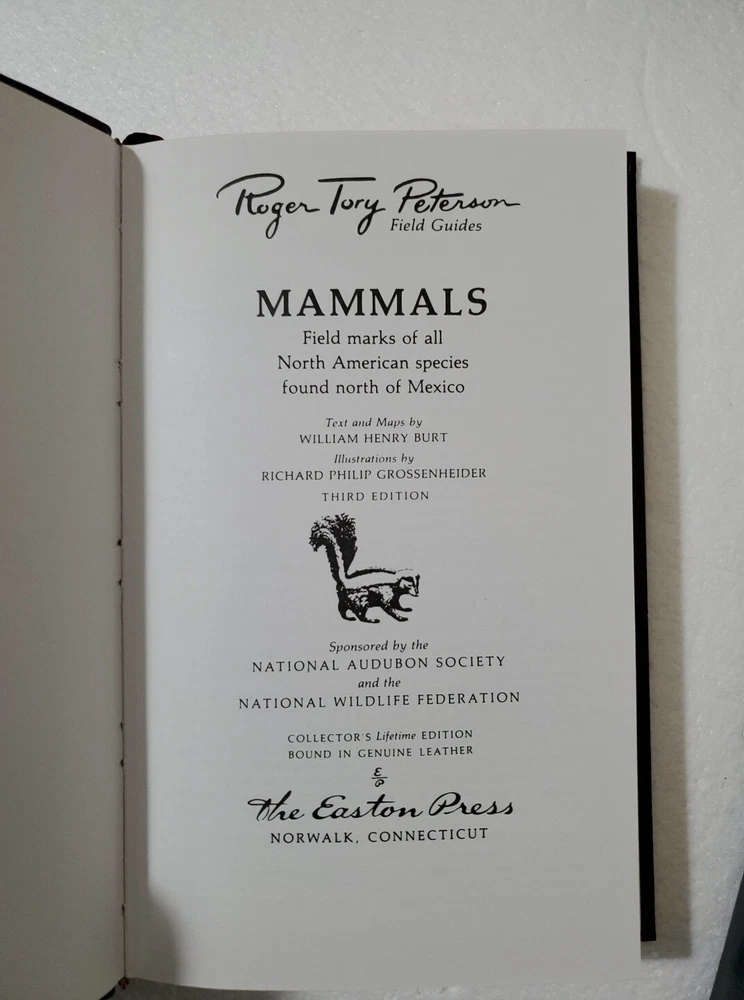 Roger Tory Peterson
Field Guides
MAMMALS
Field marks of all
North American species
found north of Mexico
Text and Maps by
WILLIAM HENRY BURT
Illustrations by
RICHARD PHILIP GROSSENHEIDER
THIRD EDITION
Sponsored by the
NATIONAL AUDUBON SOCIETY
and the
NATIONAL WILDLIFE FEDERATION
COLLECTOR'S Lifetime EDITION
BOUND IN GENUINE LEATHER
E
P
The Easton Press
NORWALK, CONNECTICUT